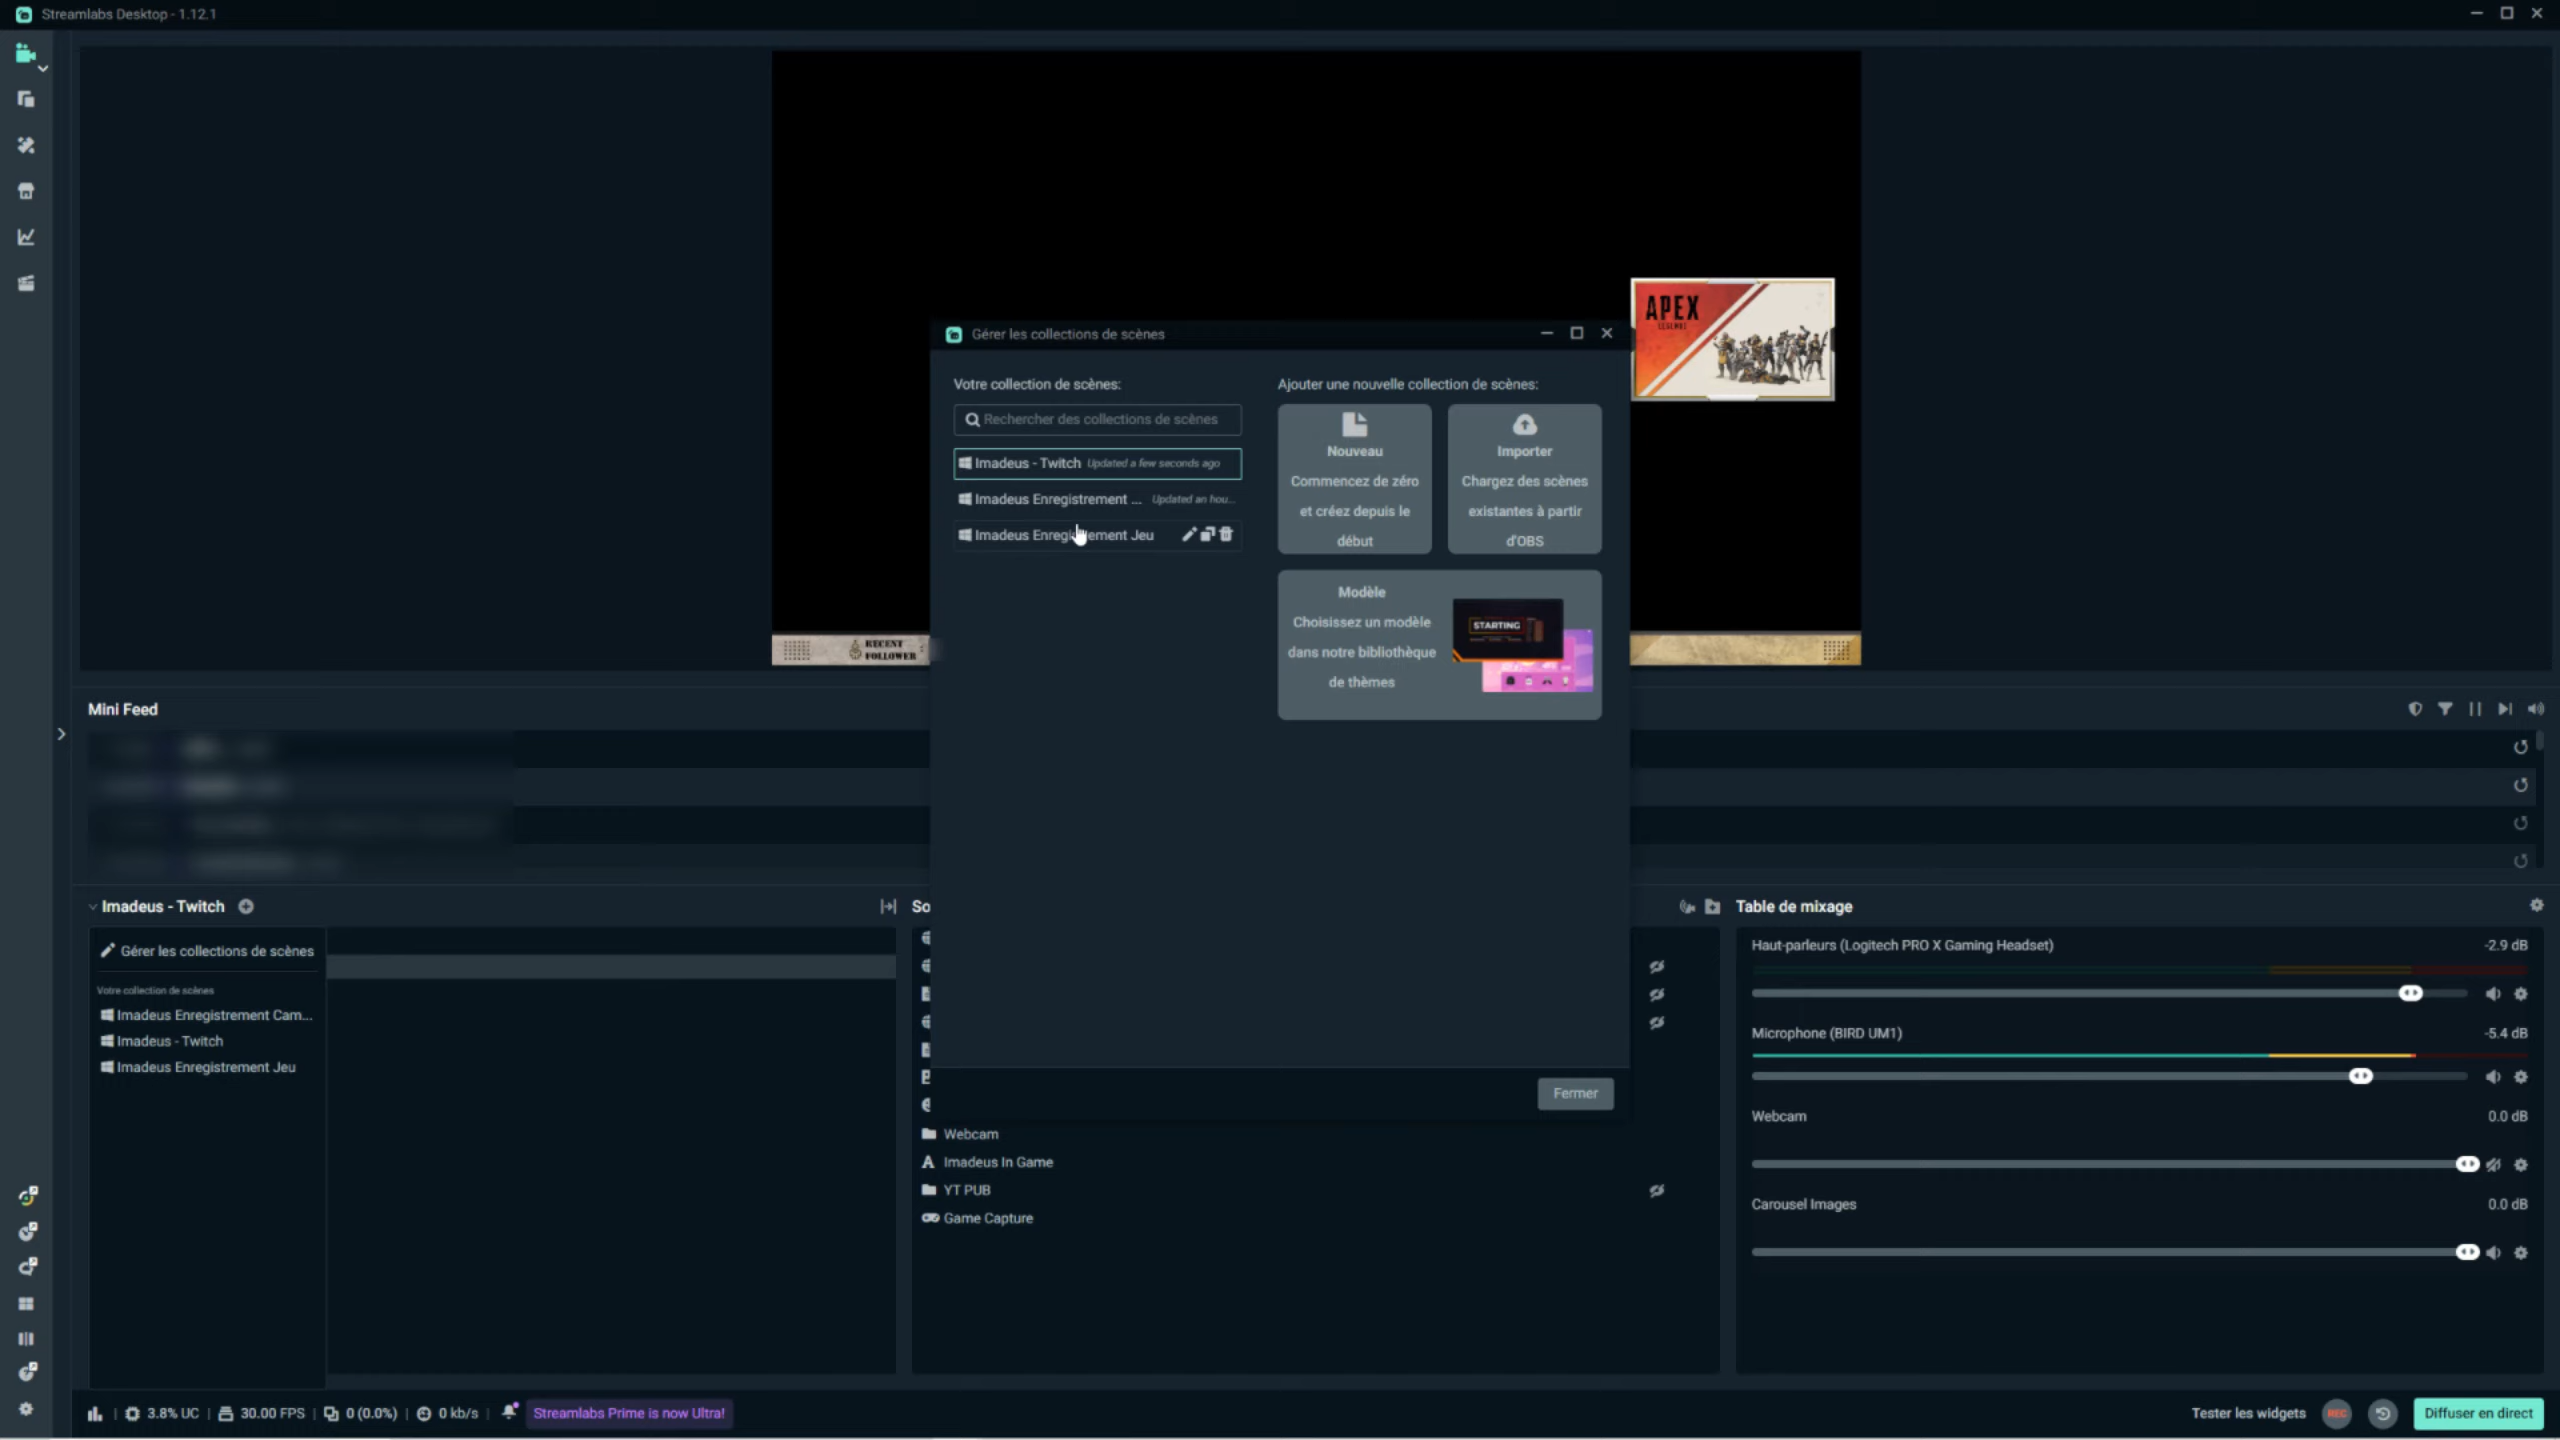 Streamlabs Desktop - 1.12.1
APEX
LEGENDS
Gérer les collections de scènes
Votre collection de scènes:
Rechercher des collections de scènes
Imadeus - Twitch Updated a few seconds ago
Imadeus Enregistrement ... Updated an hou...
Imadeus Enregistrement Jeu
Ajouter une nouvelle collection de scènes:
Nouveau
Commencez de zéro
et créez depuis le
début
Importer
Chargez des scènes
existantes à partir
d'OBS
Modèle
Choisissez un modèle
dans notre bibliothèque
de thèmes
STARTING
RECENT
FOLLOWER
Fermer
Mini Feed
Imadeus - Twitch
Gérer les collections de scènes
Votre collection de scènes
Imadeus Enregistrement Cam...
Imadeus - Twitch
Imadeus Enregistrement Jeu
So
Webcam
Imadeus In Game
YT PUB
Game Capture
Table de mixage
Haut-parleurs (Logitech PRO X Gaming Headset) -2.9 dB
Microphone (BIRD UM1) -5.4 dB
Webcam 0.0 dB
Carousel Images 0.0 dB
3.8% UC | 30.00 FPS | 0 (0.0%) | 0 kb/s | Streamlabs Prime is now Ultra!
Tester les widgets REC Diffuser en direct